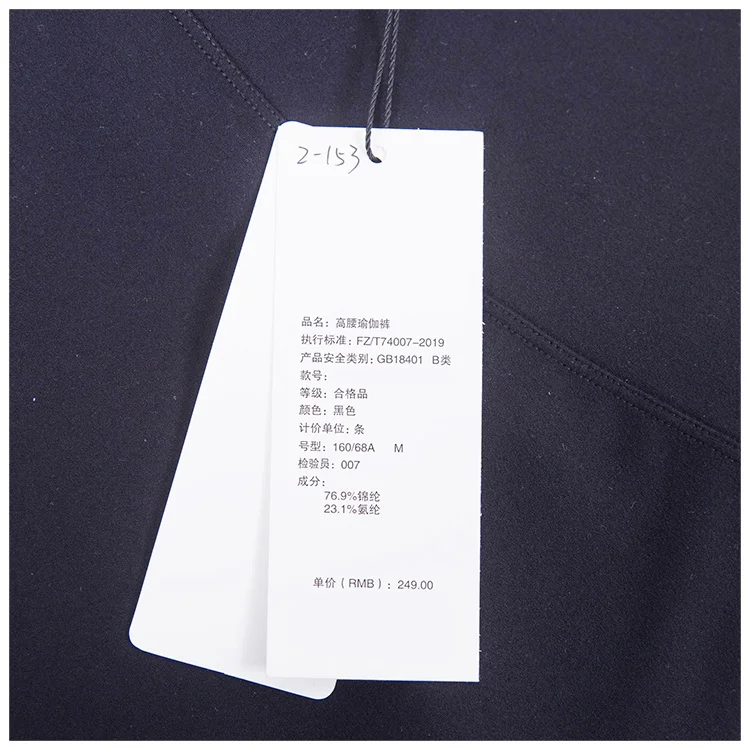 2-153
品名：高腰瑜伽裤
执行标准：FZ/T74007-2019
产品安全类别：GB18401 B类
款号：
等级：合格品
颜色：黑色
计价单位：条
号型：160/68A M
检验员：007
成分：
76.9%锦纶
23.1%氨纶
单价（RMB）：249.00